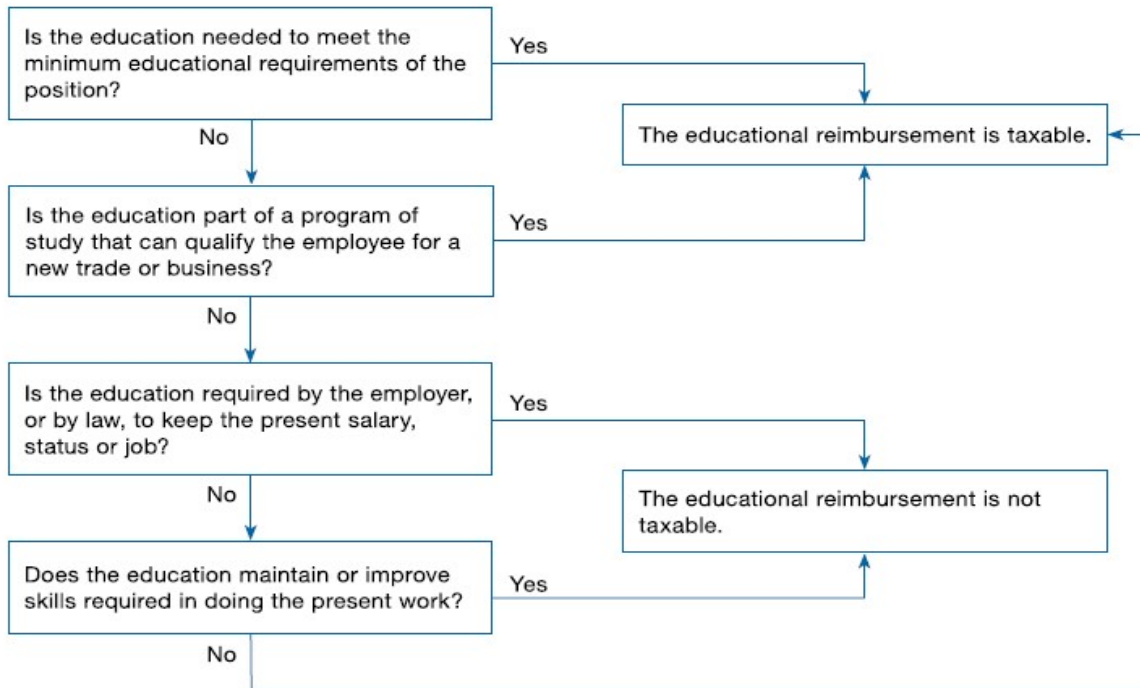 Is the education needed to meet the
minimum educational requirements of the
position?
Yes
The educational reimbursement is taxable.
No
Is the education part of a program of
study that can qualify the employee for a
new trade or business?
Yes
No
Is the education required by the employer,
or by law, to keep the present salary,
status or job?
Yes
The educational reimbursement is not
taxable.
No
Does the education maintain or improve
skills required in doing the present work?
Yes
No